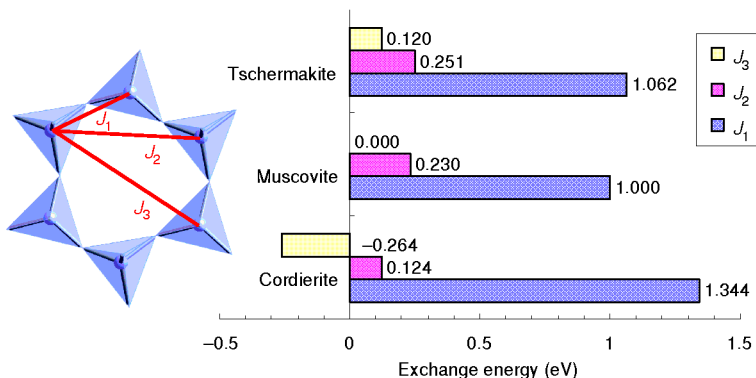 J1
J2
J3
Tschermakite
0.120
0.251
1.062
Muscovite
0.000
0.230
1.000
Cordierite
−0.264
0.124
1.344
−0.5
0
0.5
1
1.5
Exchange energy (eV)
J3
J2
J1